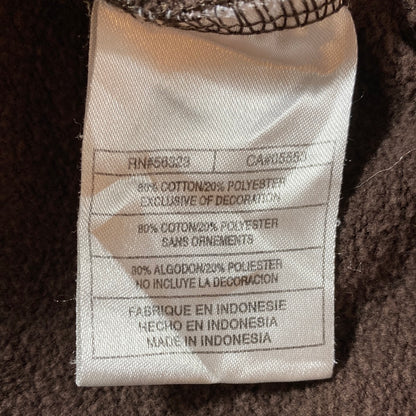 RN#56323 CA#05553
80% COTTON/20% POLYESTER
EXCLUSIVE OF DECORATION
80% COTON/20% POLYESTER
SANS ORNEMENTS
80% ALGODON/20% POLIESTER
NO INCLUYE LA DECORACION
FABRIQUE EN INDONESIE
HECHO EN INDONESIA
MADE IN INDONESIA